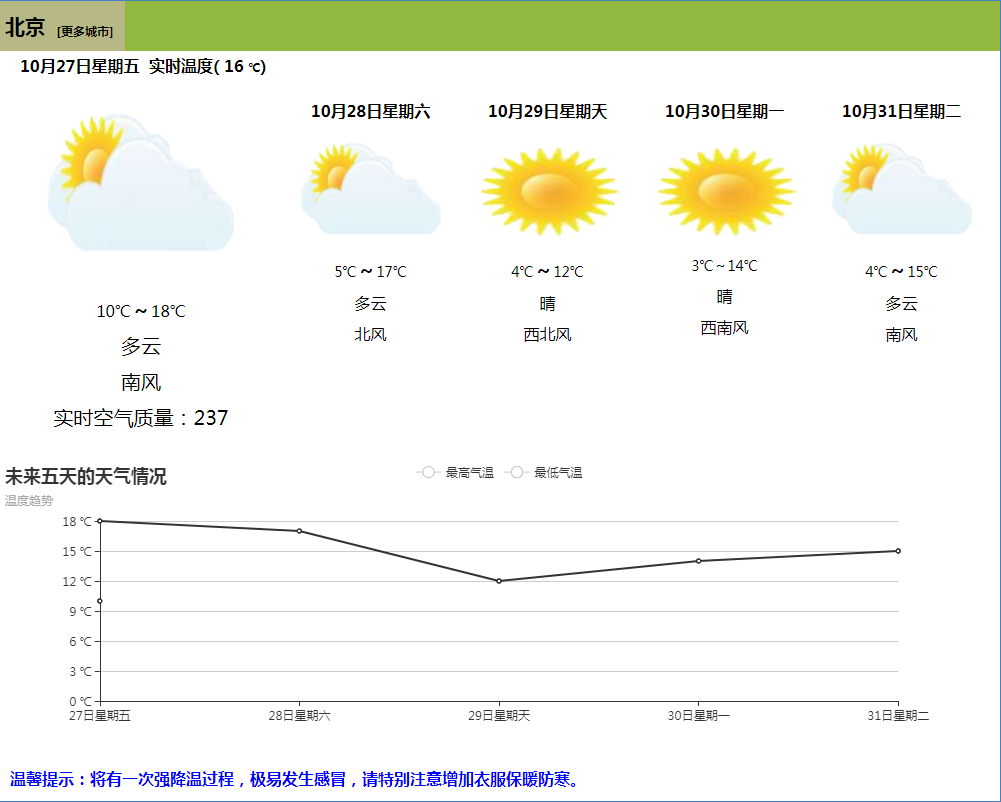 北京 [更多城市]
10月27日星期五 实时温度( 16 ℃)
10℃ ~ 18℃
多云
南风
实时空气质量：237
10月28日星期六
5℃ ~ 17℃
多云
北风
10月29日星期天
4℃ ~ 12℃
晴
西北风
10月30日星期一
3℃ ~ 14℃
晴
西南风
10月31日星期二
4℃ ~ 15℃
多云
南风
未来五天的天气情况
温度趋势
最高气温 最低气温
18 ℃
15 ℃
12 ℃
9 ℃
6 ℃
3 ℃
0 ℃
27日星期五 28日星期六 29日星期天 30日星期一 31日星期二
温馨提示：将有一次强降温过程，极易发生感冒，请特别注意增加衣服保暖防寒。